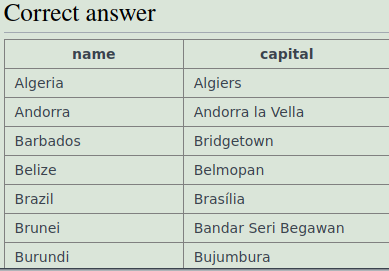 Correct answer
name capital
Algeria Algiers
Andorra Andorra la Vella
Barbados Bridgetown
Belize Belmopan
Brazil Brasília
Brunei Bandar Seri Begawan
Burundi Bujumbura